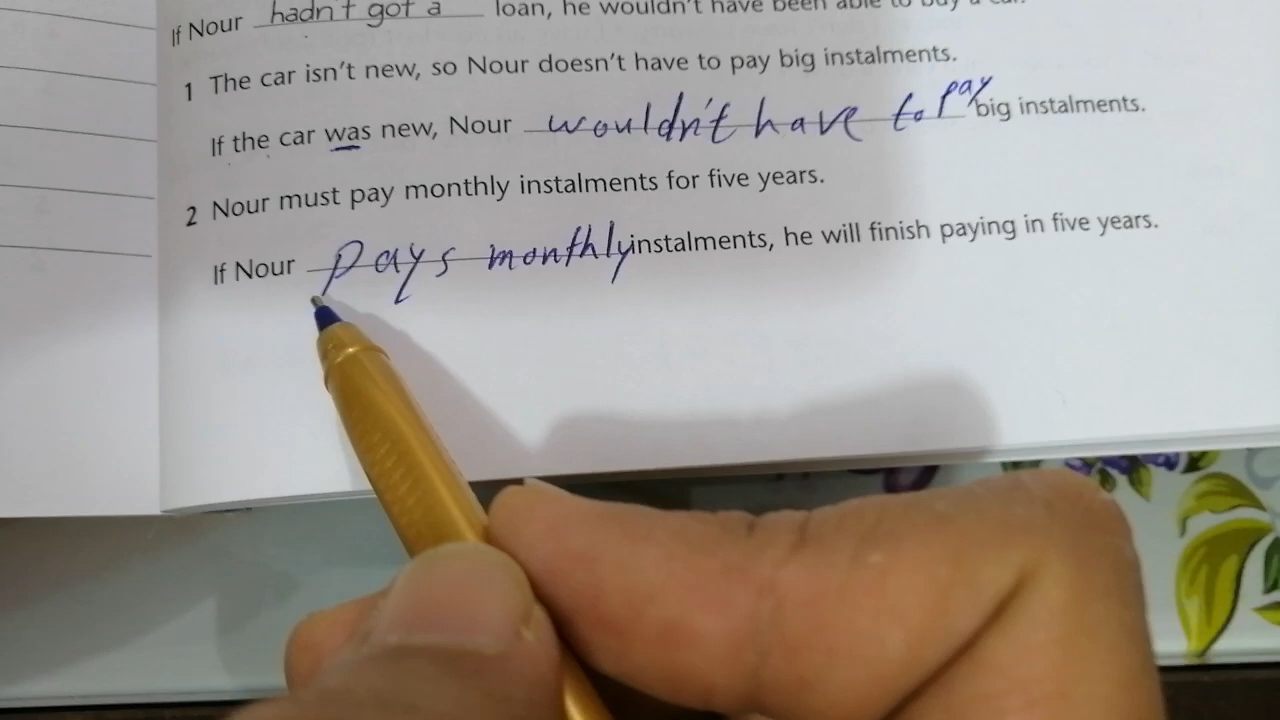 If Nour hadn't got a loan, he wouldn't have been able to buy a car.
1 The car isn't new, so Nour doesn't have to pay big instalments.
If the car was new, Nour wouldn't have to pay big instalments.
2 Nour must pay monthly instalments for five years.
If Nour pays monthly instalments, he will finish paying in five years.